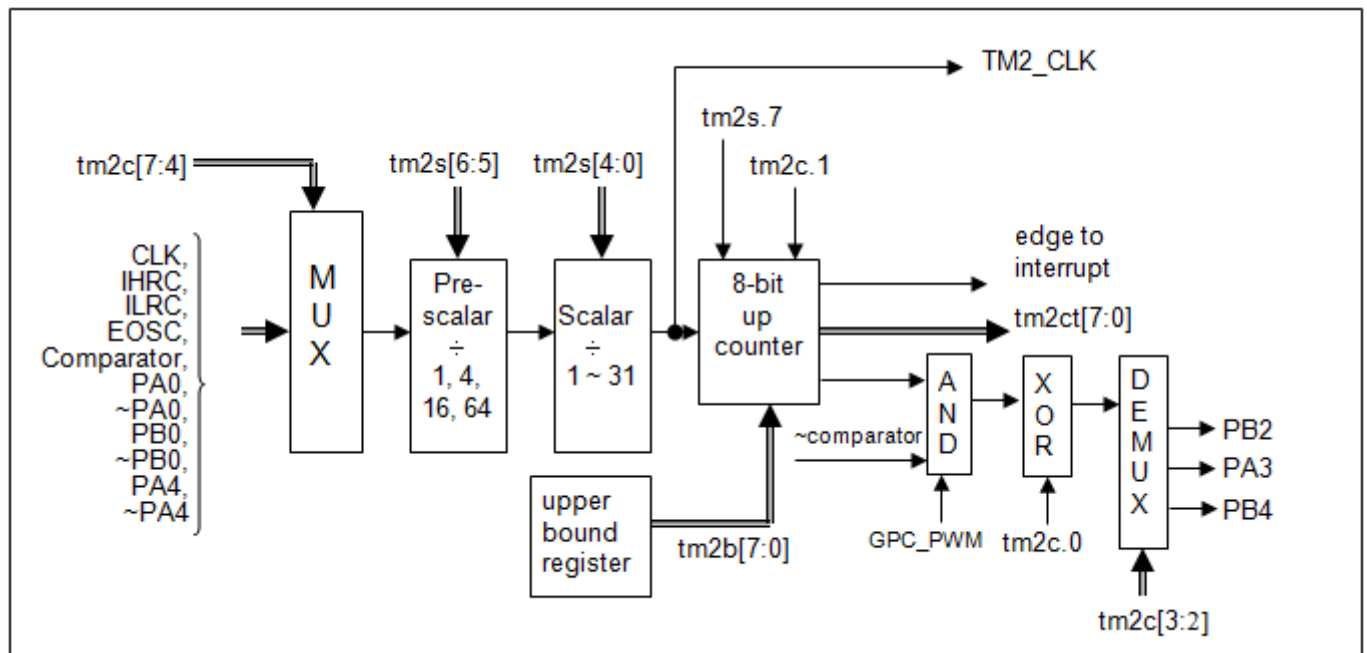 TM2_CLK
tm2s.7
tm2c[7:4]
tm2s[6:5]
tm2s[4:0]
tm2c.1
CLK,
IHRC,
ILRC,
EOSC,
Comparator,
PA0,
~PA0,
PB0,
~PB0,
PA4,
~PA4
M
U
X
Pre-
scalar
÷
1, 4,
16, 64
Scalar
÷
1 ~ 31
8-bit
up
counter
edge to
interrupt
tm2ct[7:0]
upper
bound
register
tm2b[7:0]
~comparator
A
N
D
GPC_PWM
X
O
R
tm2c.0
D
E
M
U
X
PB2
PA3
PB4
tm2c[3:2]